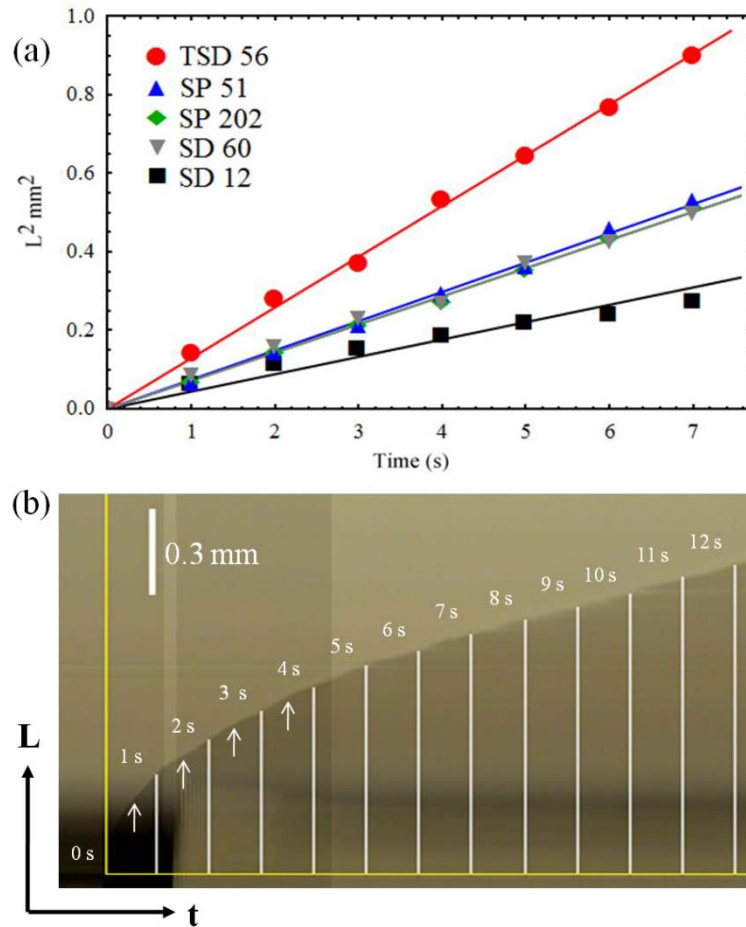 (a)
1.0
0.8
0.6
0.4
0.2
0.0
L² mm²
TSD 56
SP 51
SP 202
SD 60
SD 12
0 1 2 3 4 5 6 7
Time (s)
(b)
0.3 mm
0 s 1 s 2 s 3 s 4 s 5 s 6 s 7 s 8 s 9 s 10 s 11 s 12 s
L
t